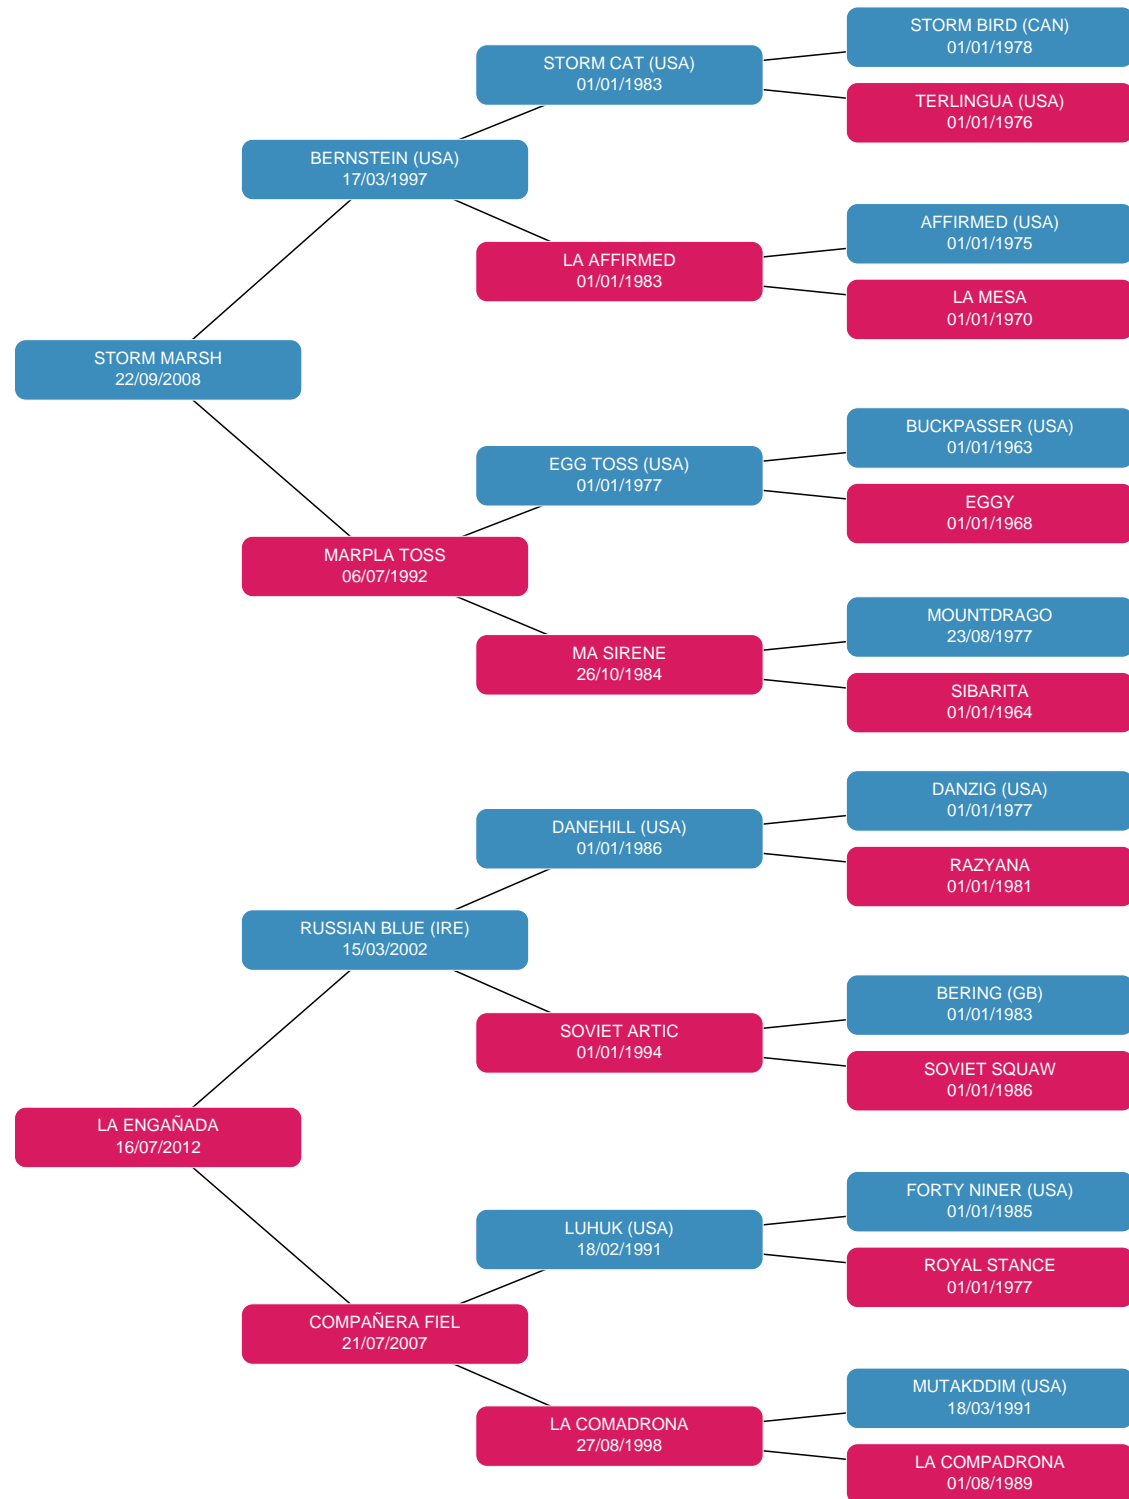 STORM BIRD (CAN)
01/01/1978
STORM CAT (USA)
01/01/1983
TERLINGUA (USA)
01/01/1976
BERNSTEIN (USA)
17/03/1997
AFFIRMED (USA)
01/01/1975
LA AFFIRMED
01/01/1983
LA MESA
01/01/1970
STORM MARSH
22/09/2008
BUCKPASSER (USA)
01/01/1963
EGG TOSS (USA)
01/01/1977
EGGY
01/01/1968
MARPLA TOSS
06/07/1992
MOUNTDRAGO
23/08/1977
MA SIRENE
26/10/1984
SIBARITA
01/01/1964
DANZIG (USA)
01/01/1977
DANEHILL (USA)
01/01/1986
RAZYANA
01/01/1981
RUSSIAN BLUE (IRE)
15/03/2002
BERING (GB)
01/01/1983
SOVIET ARTIC
01/01/1994
SOVIET SQUAW
01/01/1986
LA ENGAÑADA
16/07/2012
FORTY NINER (USA)
01/01/1985
LUHUK (USA)
18/02/1991
ROYAL STANCE
01/01/1977
COMPAÑERA FIEL
21/07/2007
MUTAKDDIM (USA)
18/03/1991
LA COMADRONA
27/08/1998
LA COMPADRONA
01/08/1989